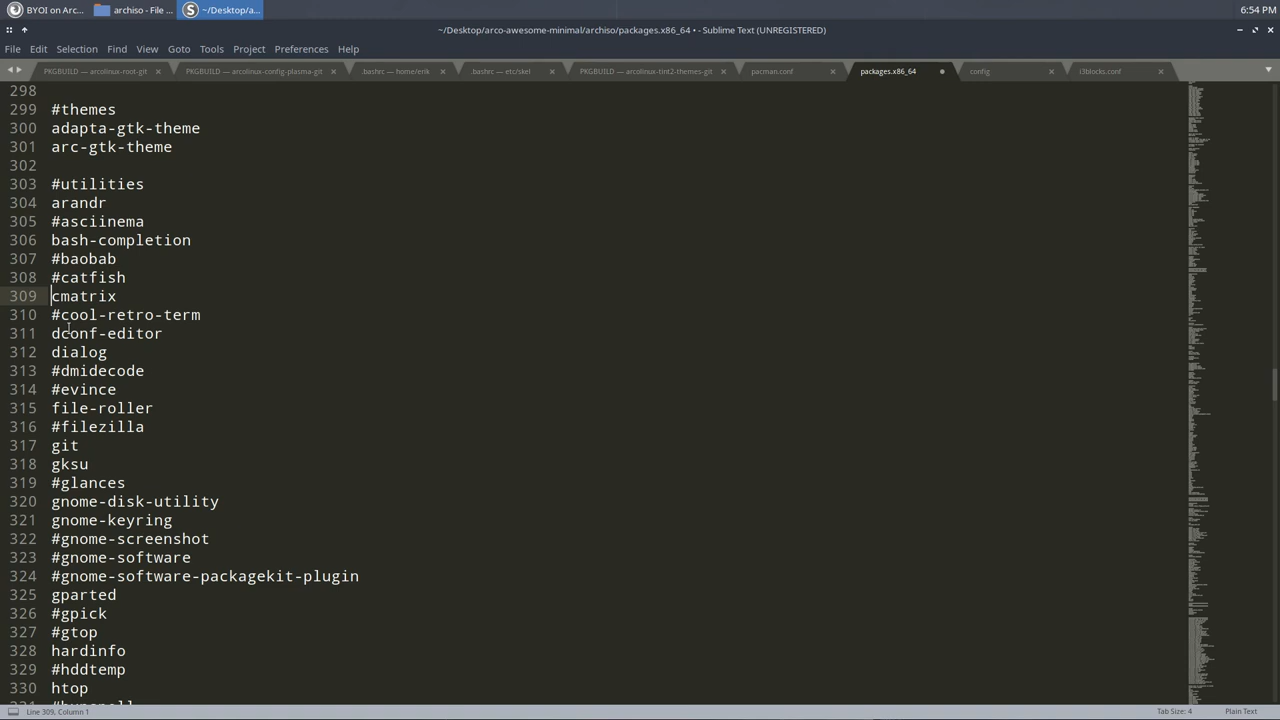 BYOI on Arc...
archiso - File ...
~/Desktop/a...
6:54 PM
~/Desktop/arco-awesome-minimal/archiso/packages.x86_64 • - Sublime Text (UNREGISTERED)
File Edit Selection Find View Goto Tools Project Preferences Help
PKGBUILD — arcolinux-root-git
PKGBUILD — arcolinux-config-plasma-git
.bashrc — home/erik
.bashrc — etc/skel
PKGBUILD — arcolinux-tint2-themes-git
pacman.conf
packages.x86_64
config
i3blocks.conf
298
299 #themes
300 adapta-gtk-theme
301 arc-gtk-theme
302
303 #utilities
304 arandr
305 #asciinema
306 bash-completion
307 #baobab
308 #catfish
309 cmatrix
310 #cool-retro-term
311 dconf-editor
312 dialog
313 #dmidecode
314 #evince
315 file-roller
316 #filezilla
317 git
318 gksu
319 #glances
320 gnome-disk-utility
321 gnome-keyring
322 #gnome-screenshot
323 #gnome-software
324 #gnome-software-packagekit-plugin
325 gparted
326 #gpick
327 #gtop
328 hardinfo
329 #hddtemp
330 htop
Line 309, Column 1
Tab Size: 4
Plain Text